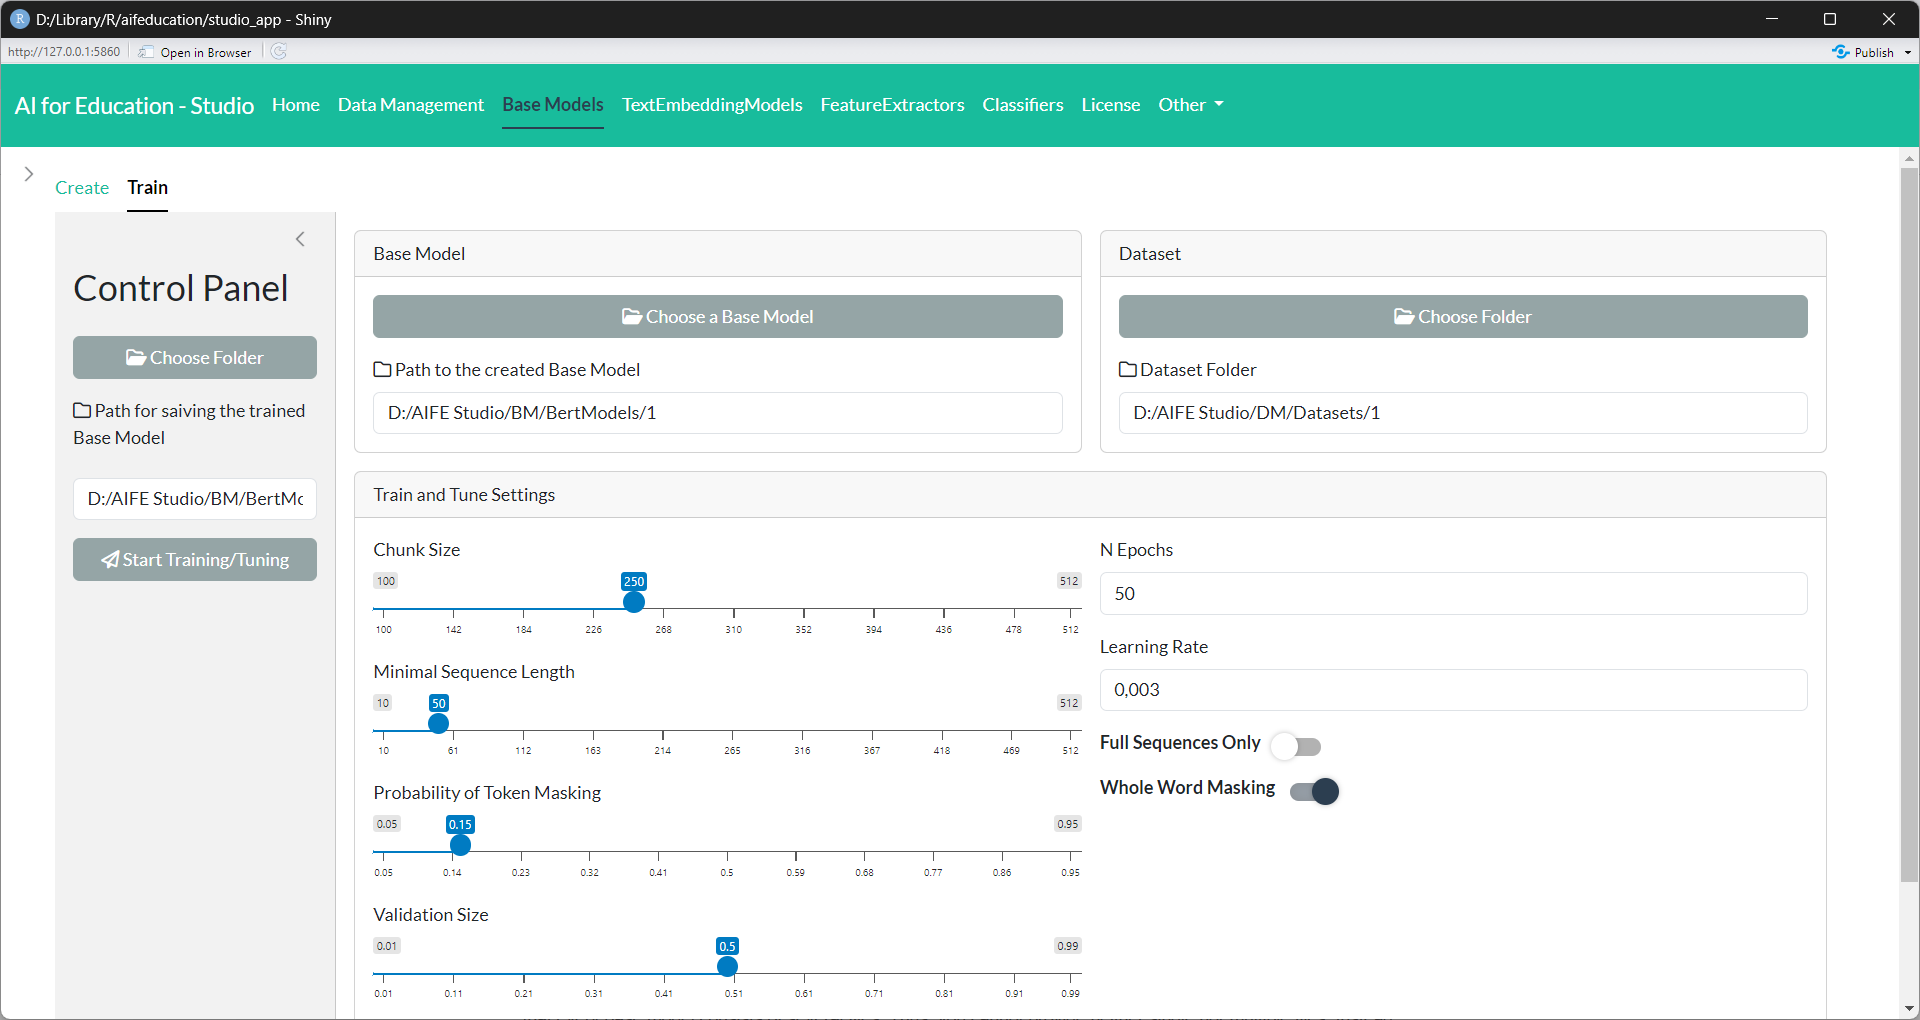 D:/Library/R/aifeducation/studio_app - Shiny
http://127.0.0.1:5860 Open in Browser Publish
AI for Education - Studio Home Data Management Base Models TextEmbeddingModels FeatureExtractors Classifiers License Other
Create Train
Control Panel
Choose Folder
Path for saiving the trained
Base Model
D:/AIFE Studio/BM/BertMc
Start Training/Tuning
Base Model
Choose a Base Model
Path to the created Base Model
D:/AIFE Studio/BM/BertModels/1
Dataset
Choose Folder
Dataset Folder
D:/AIFE Studio/DM/Datasets/1
Train and Tune Settings
Chunk Size
100 250 512
100 142 184 226 268 310 352 394 436 478 512
Minimal Sequence Length
10 50 512
10 61 112 163 214 265 316 367 418 469 512
Probability of Token Masking
0.05 0.15 0.95
0.05 0.14 0.23 0.32 0.41 0.5 0.59 0.68 0.77 0.86 0.95
Validation Size
0.01 0.5 0.99
0.01 0.11 0.21 0.31 0.41 0.51 0.61 0.71 0.81 0.91 0.99
N Epochs
50
Learning Rate
0,003
Full Sequences Only
Whole Word Masking